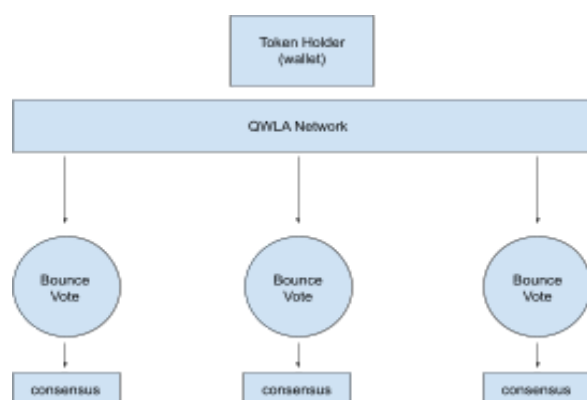 Token Holder
(wallet)
QWLA Network
Bounce
Vote
Bounce
Vote
Bounce
Vote
consensus
consensus
consensus